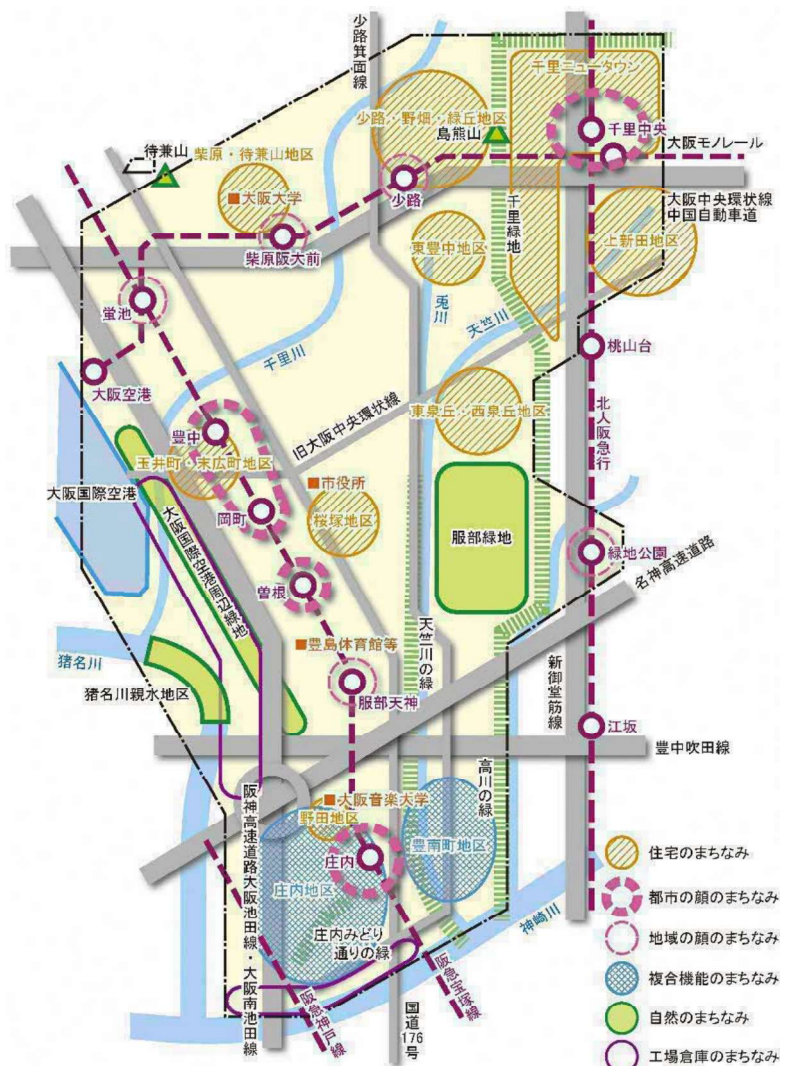 少路箕面線
千里ニュータウン
少路・野畑・緑丘地区
島熊山
千里中央
待兼山
柴原・待兼山地区
大阪モノレール
■大阪大学
少路
大阪中央環状線
中国自動車道
千里緑地
東豊中地区
上新田地区
柴原阪大前
兎川
天竺川
蛍池
千里川
桃山台
大阪空港
旧大阪中央環状線
東泉丘・西泉丘地区
北大阪急行
豊中
玉井町・末広町地区
大阪国際空港
■市役所
桜塚地区
服部緑地
岡町
大阪国際空港周辺緑地
緑地公園
曽根
名神高速道路
天竺川の緑
■豊島体育館等
猪名川
新御堂筋線
猪名川親水地区
服部天神
江坂
豊中吹田線
高川の緑
阪神高速道路大阪池田線・大阪南池田線
■大阪音楽大学
野田地区
豊南町地区
庄内
庄内地区
庄内みどり
通りの緑
神崎川
阪急神戸線
国道176号
阪急宝塚線
住宅のまちなみ
都市の顔のまちなみ
地域の顔のまちなみ
複合機能のまちなみ
自然のまちなみ
工場倉庫のまちなみ